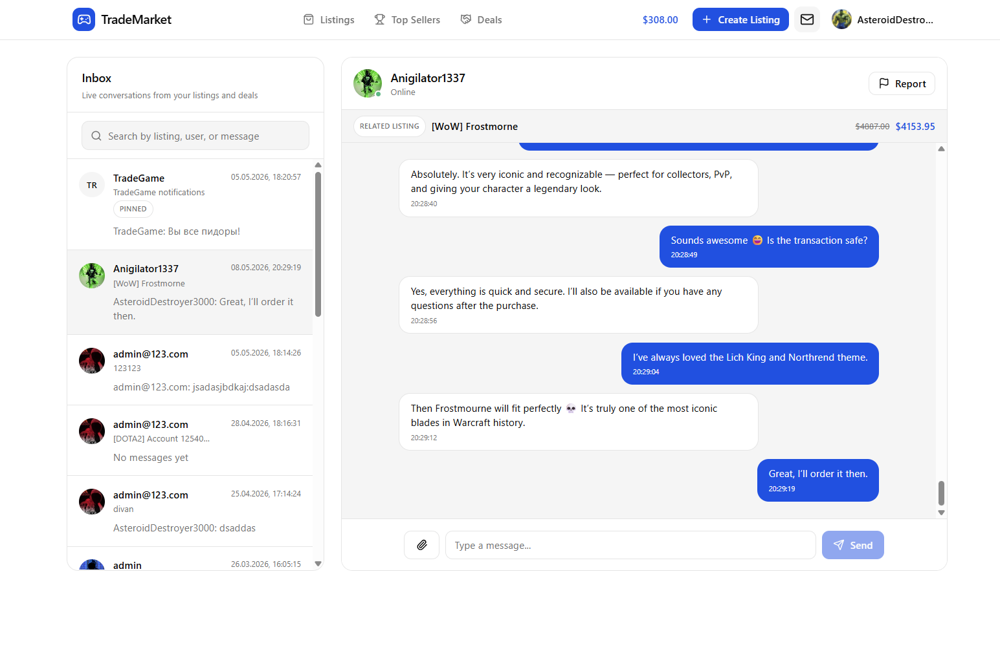 TradeMarket
Listings
Top Sellers
Deals
$308.00
Create Listing
AsteroidDestro...
Inbox
Live conversations from your listings and deals
Search by listing, user, or message
TR
TradeGame
05.05.2026, 18:20:57
TradeGame notifications
PINNED
TradeGame: Вы все пидоры!
Anigilator1337
08.05.2026, 20:29:19
[WoW] Frostmorne
AsteroidDestroyer3000: Great, I’ll order it
then.
admin@123.com
05.05.2026, 18:14:26
123123
admin@123.com: jsadasjbdkaj:dsadasda
admin@123.com
28.04.2026, 18:16:31
[DOTA2] Account 12540...
No messages yet
admin@123.com
25.04.2026, 17:14:24
divan
AsteroidDestroyer3000: dsaddas
admin
26.03.2026, 16:05:15
Anigilator1337
Online
Report
RELATED LISTING
[WoW] Frostmorne
$4887.00 $4153.95
Absolutely. It’s very iconic and recognizable — perfect for collectors, PvP,
and giving your character a legendary look.
20:28:40
Sounds awesome 😄 Is the transaction safe?
20:28:49
Yes, everything is quick and secure. I’ll also be available if you have any
questions after the purchase.
20:28:56
I’ve always loved the Lich King and Northrend theme.
20:29:04
Then Frostmourne will fit perfectly 💀 It’s truly one of the most iconic
blades in Warcraft history.
20:29:12
Great, I’ll order it then.
20:29:19
Type a message...
Send